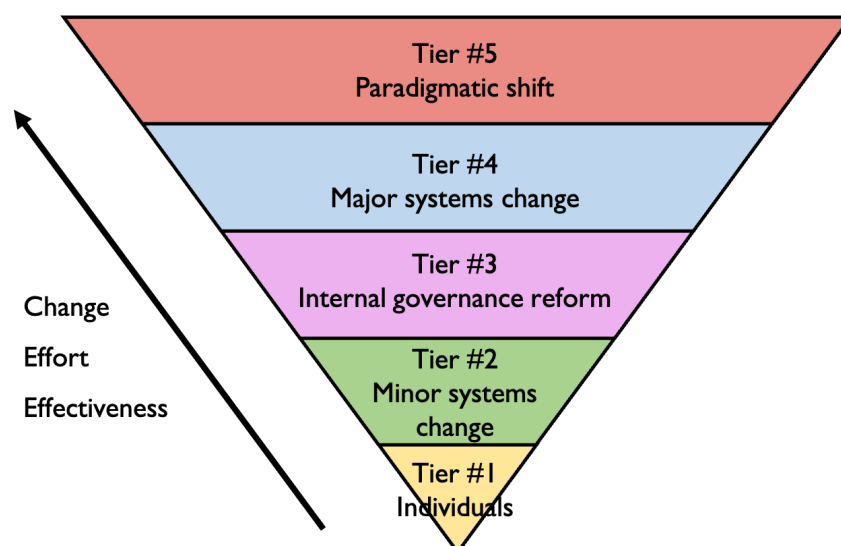 Tier #5
Paradigmatic shift
Tier #4
Major systems change
Tier #3
Internal governance reform
Change
Effort
Effectiveness
Tier #2
Minor systems
change
Tier #1
Individuals